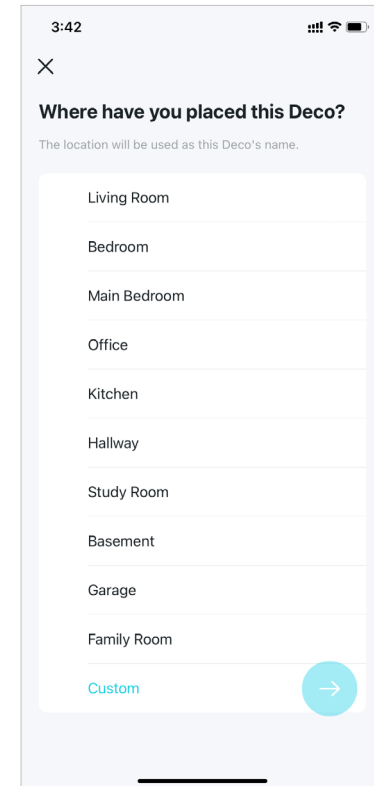 3:42
Where have you placed this Deco?
The location will be used as this Deco's name.
Living Room
Bedroom
Main Bedroom
Office
Kitchen
Hallway
Study Room
Basement
Garage
Family Room
Custom